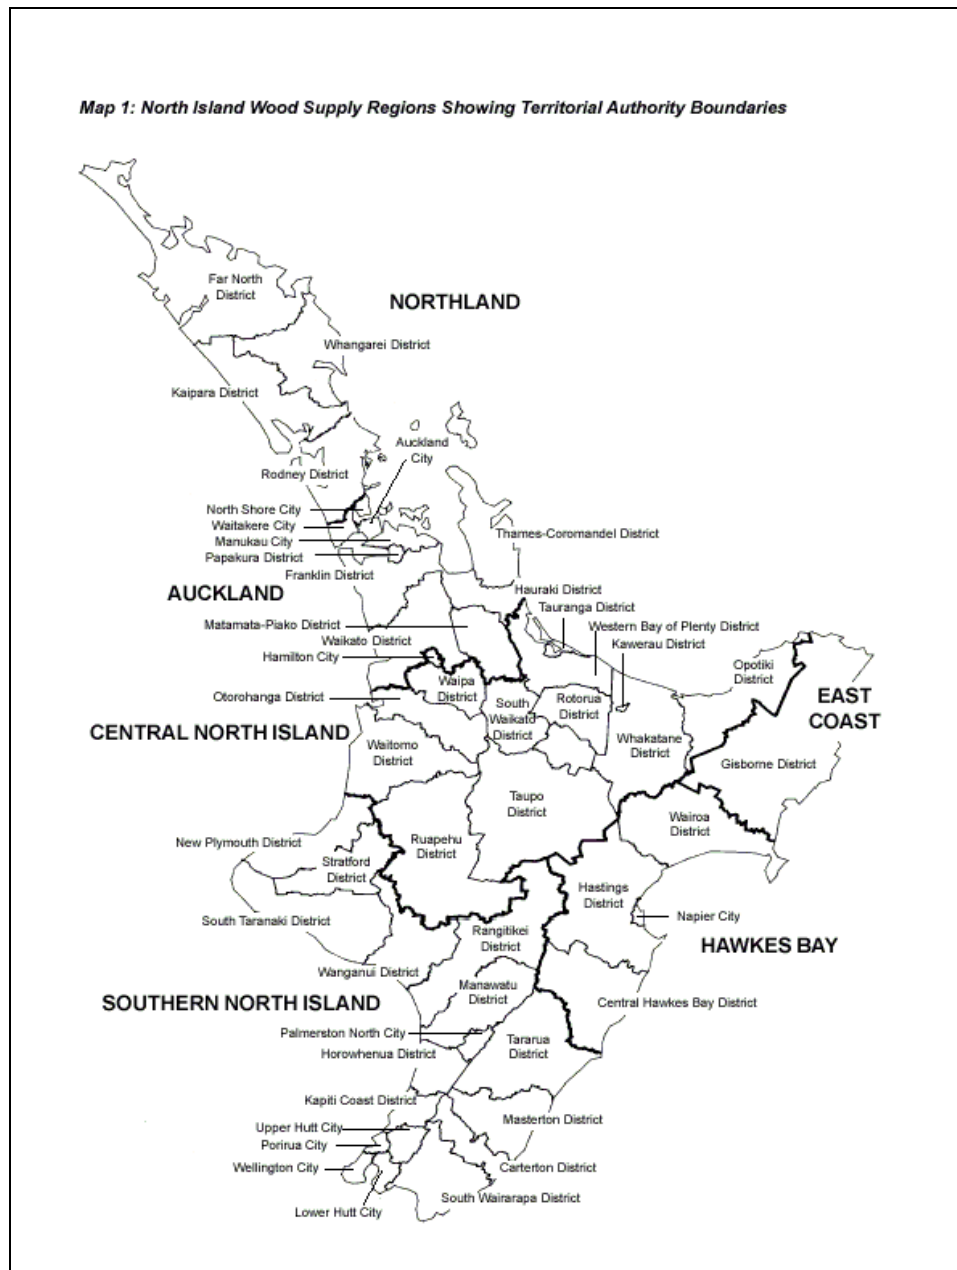 Map 1: North Island Wood Supply Regions Showing Territorial Authority Boundaries
Far North
District
NORTHLAND
Whangarei District
Kaipara District
Auckland
City
Rodney District
North Shore City
Waitakere City
Manukau City
Papakura District
Franklin District
Thames-Coromandel District
AUCKLAND
Hauraki District
Tauranga District
Matamata-Piako District
Western Bay of Plenty District
Waikato District
Kawerau District
Hamilton City
Opotiki
District
Waipa
District
Otorohanga District
South
Waikato
District
Rotorua
District
EAST
COAST
CENTRAL NORTH ISLAND
Waitomo
District
Whakatane
District
Gisborne District
Taupo
District
Wairoa
District
New Plymouth District
Ruapehu
District
Stratford
District
Hastings
District
South Taranaki District
Napier City
Rangitikei
District
HAWKES BAY
Wanganui District
Manawatu
District
SOUTHERN NORTH ISLAND
Central Hawkes Bay District
Palmerston North City
Tararua
District
Horowhenua District
Kapiti Coast District
Masterton District
Upper Hutt City
Porirua City
Wellington City
Carterton District
South Wairarapa District
Lower Hutt City